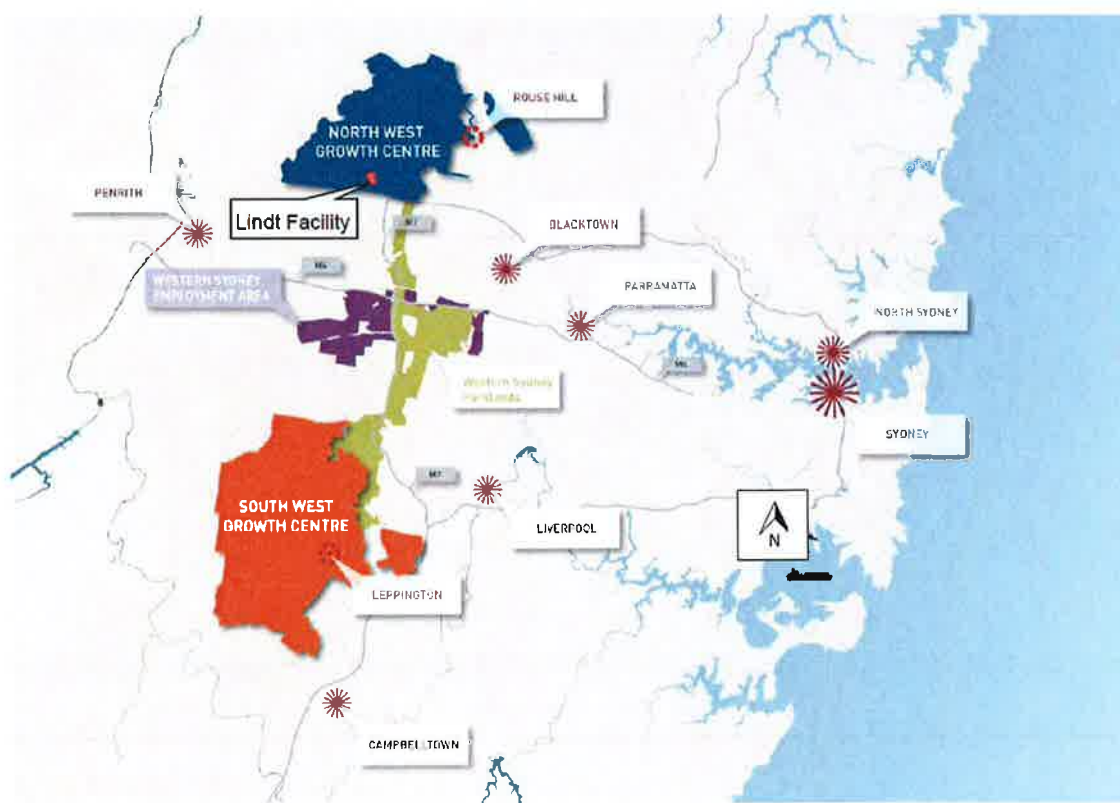 ROUSE HILL
NORTH WEST
GROWTH CENTRE
PENRITH
Lindt Facility
M7
BLACKTOWN
WESTERN SYDNEY
EMPLOYMENT AREA
PARRAMATTA
NORTH SYDNEY
Western Sydney
Parklands
SYDNEY
SOUTH WEST
GROWTH CENTRE
M7
LIVERPOOL
N
LEPPINGTON
CAMPBELLTOWN